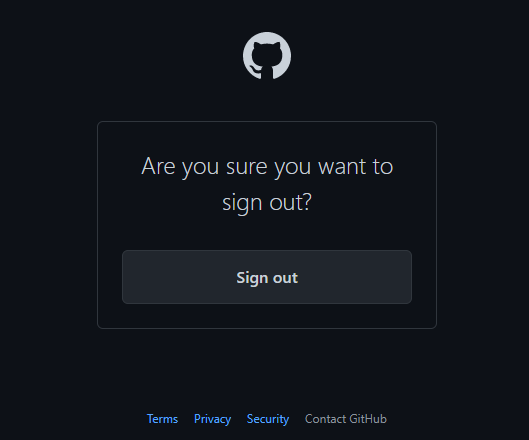 Are you sure you want to
sign out?
Sign out
Terms Privacy Security Contact GitHub